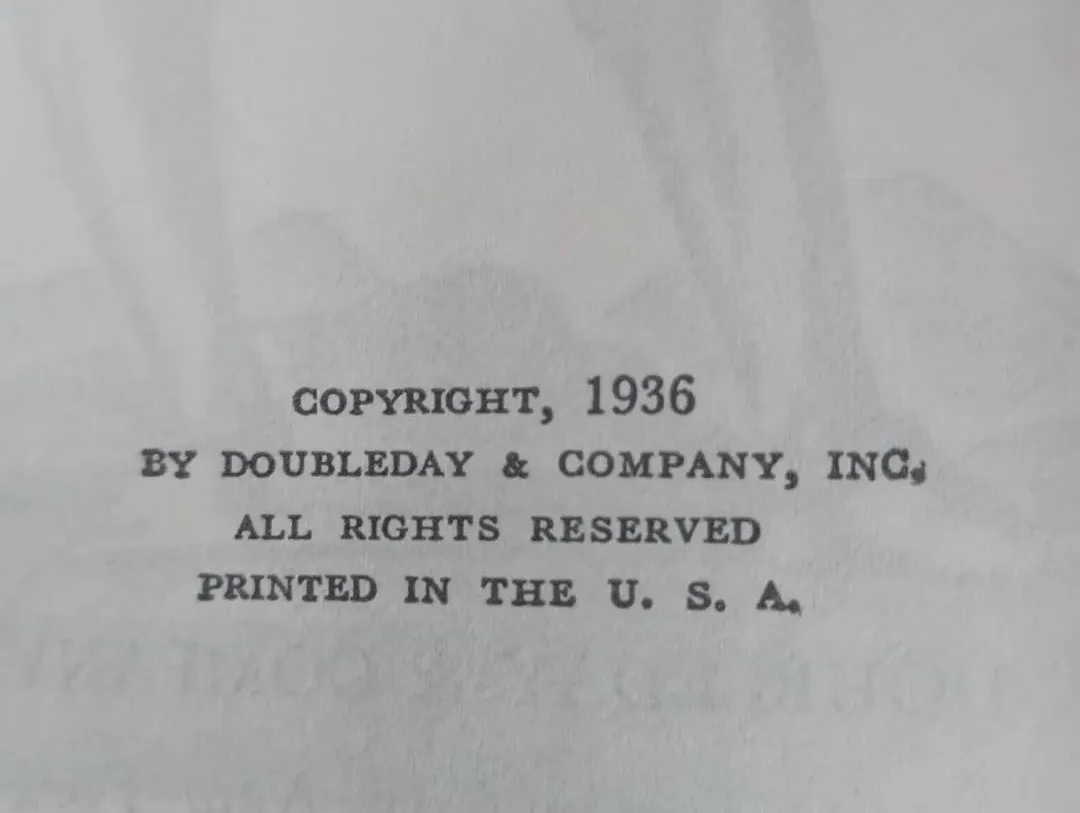 COPYRIGHT, 1936
BY DOUBLEDAY & COMPANY, INC.
ALL RIGHTS RESERVED
PRINTED IN THE U. S. A.